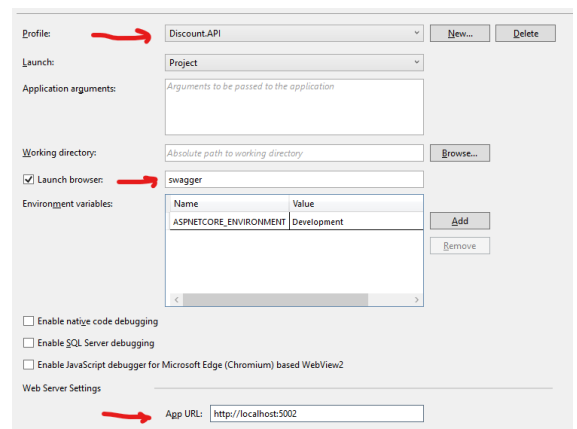 Profile: Discount.API New... Delete
Launch: Project
Application arguments: Arguments to be passed to the application
Working directory: Absolute path to working directory Browse...
Launch browser: swagger
Environment variables: Name Value
ASPNETCORE_ENVIRONMENT Development Add
Remove
Enable native code debugging
Enable SQL Server debugging
Enable JavaScript debugger for Microsoft Edge (Chromium) based WebView2
Web Server Settings
App URL: http://localhost:5002